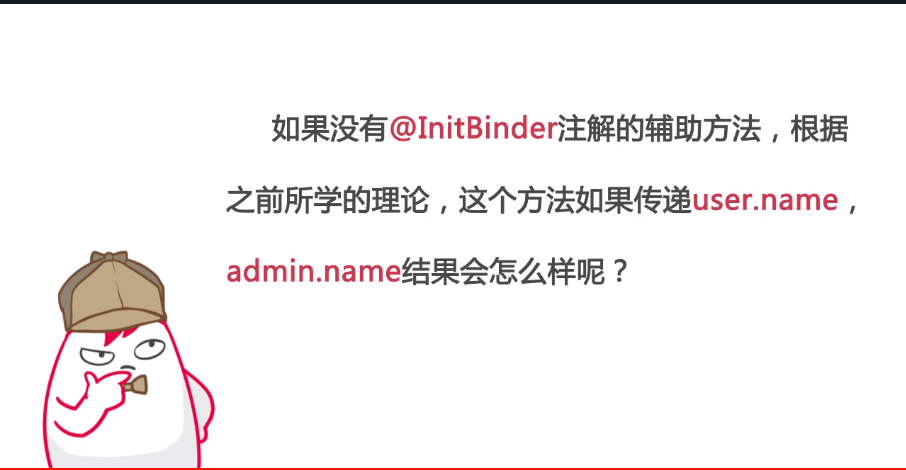 如果没有@InitBinder注解的辅助方法，根据
之前所学的理论，这个方法如果传递user.name，
admin.name结果会怎么样呢？